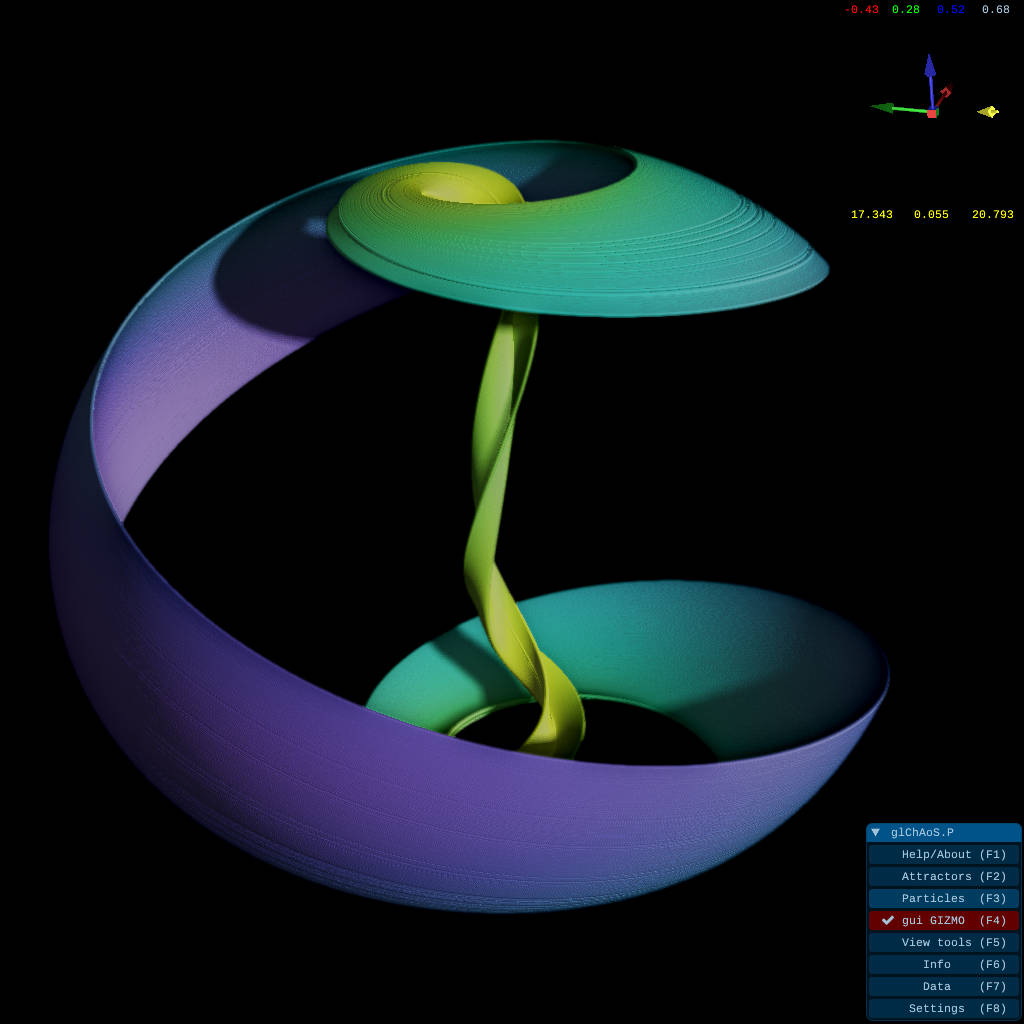 -0.43 0.28 0.52 0.68
17.343 0.055 20.793
glChAoS.P
Help/About (F1)
Attractors (F2)
Particles (F3)
gui GIZMO (F4)
View tools (F5)
Info (F6)
Data (F7)
Settings (F8)